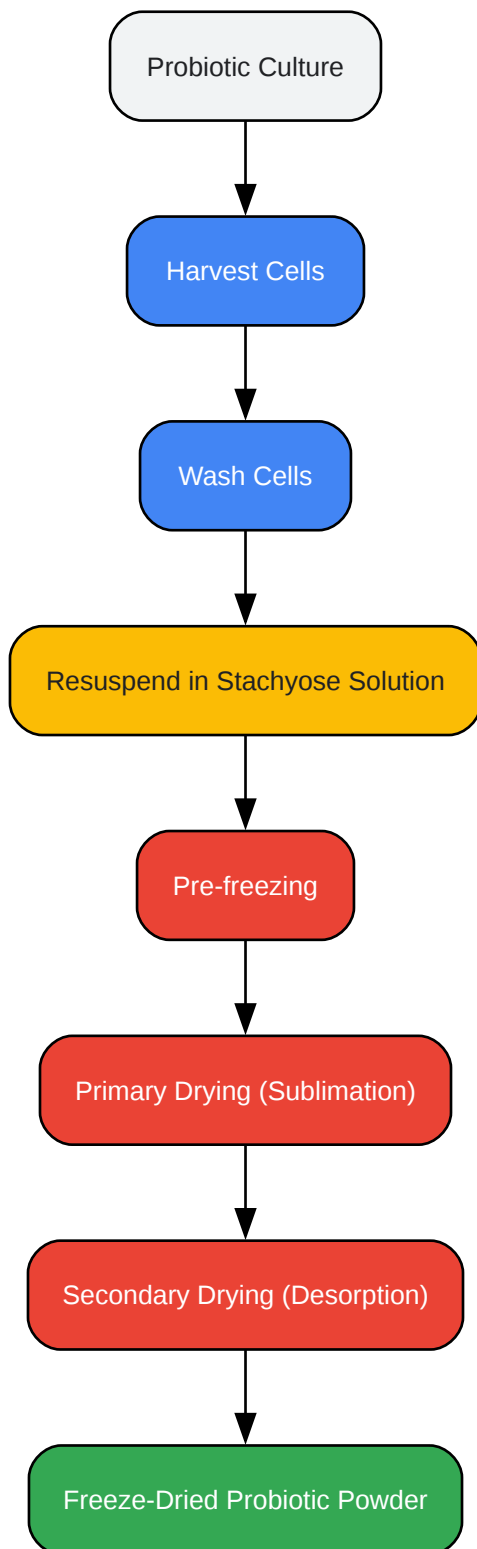 Probiotic Culture
Harvest Cells
Wash Cells
Resuspend in Stachyose Solution
Pre-freezing
Primary Drying (Sublimation)
Secondary Drying (Desorption)
Freeze-Dried Probiotic Powder